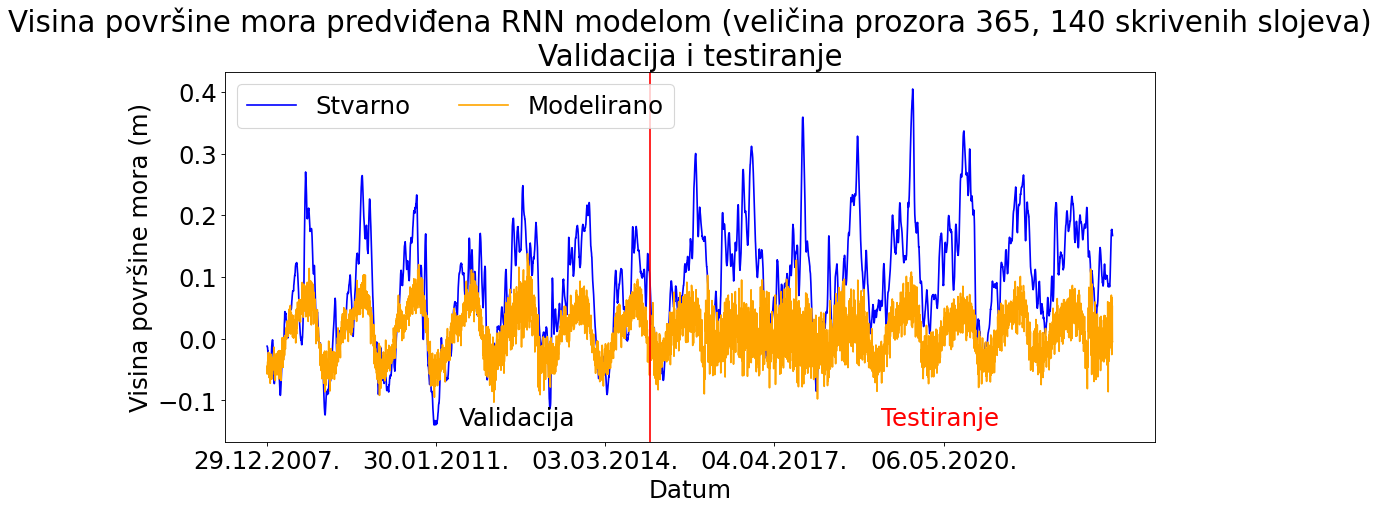 Visina površine mora predviđena RNN modelom (veličina prozora 365, 140 skrivenih slojeva)
Validacija i testiranje
Stvarno
Modelirano
Visina površine mora (m)
0.4
0.3
0.2
0.1
0.0
−0.1
Validacija
Testiranje
29.12.2007.
30.01.2011.
03.03.2014.
04.04.2017.
06.05.2020.
Datum